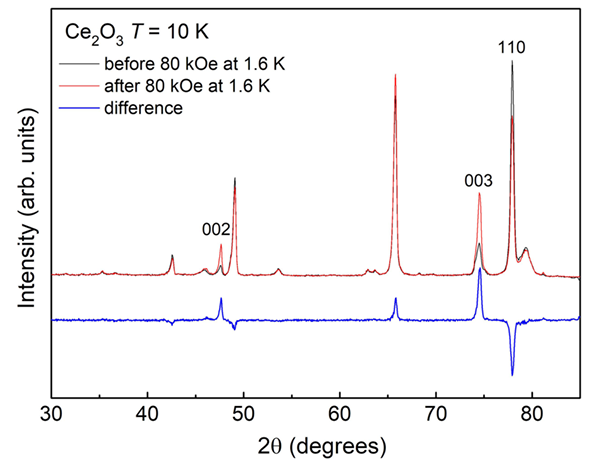 Ce₂O₃ T = 10 K
before 80 kOe at 1.6 K
after 80 kOe at 1.6 K
difference
110
003
002
Intensity (arb. units)
30 40 50 60 70 80
2θ (degrees)